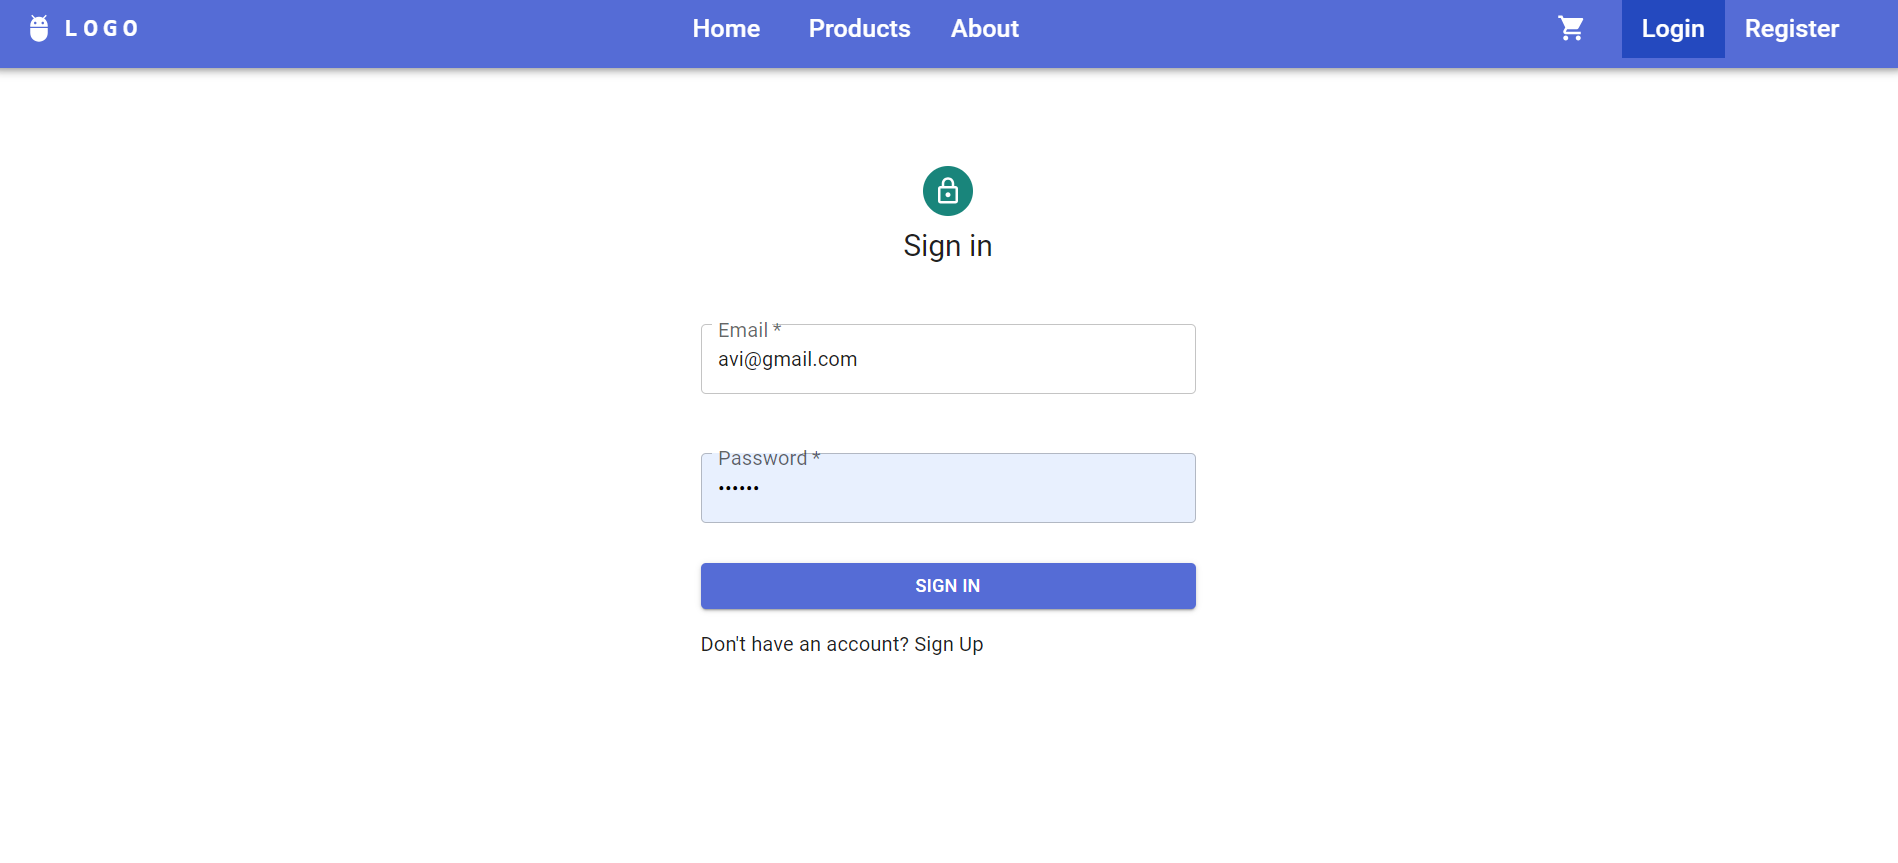 LOGO Home Products About Login Register
Sign in
Email *
avi@gmail.com
Password *
••••••
SIGN IN
Don't have an account? Sign Up